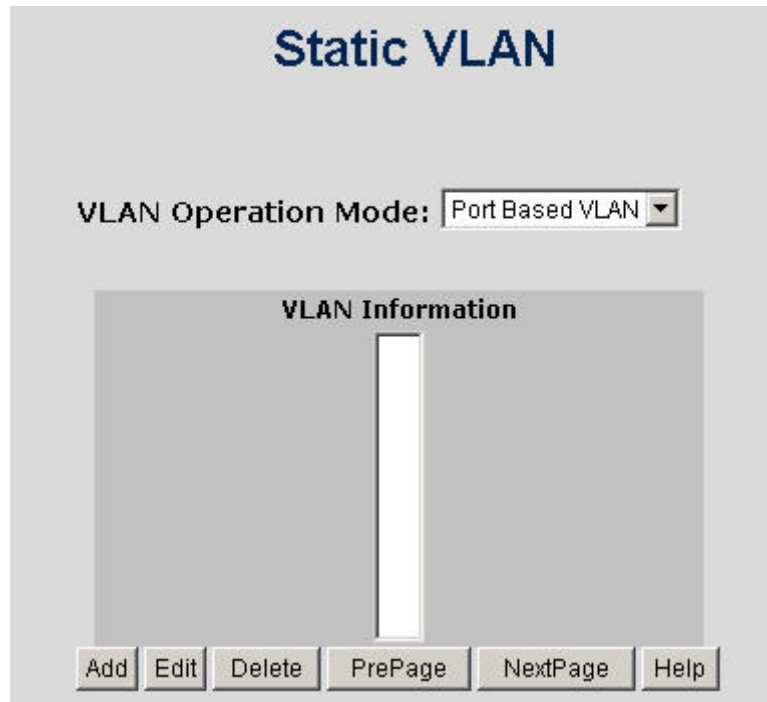 Static VLAN
VLAN Operation Mode: Port Based VLAN
VLAN Information
Add Edit Delete PrePage NextPage Help